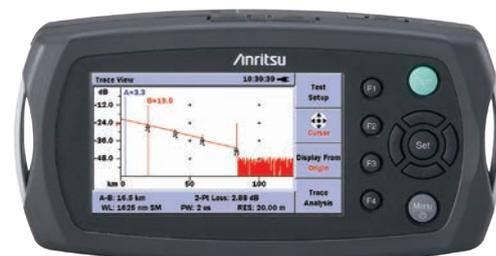 Anritsu
Trace View 10:39:39
Test Setup
dB A=3.3
B=19.9
-12.0
-24.0
-36.0
-48.0
Cursor
Display From
Origin
km 0 50 100
Trace
Analysis
A-B: 16.5 km 2-Pt Loss: 2.88 dB
WL: 1625 nm SM PW: 2 us RES: 20.00 m
F1
F2
F3
F4
Set
Menu